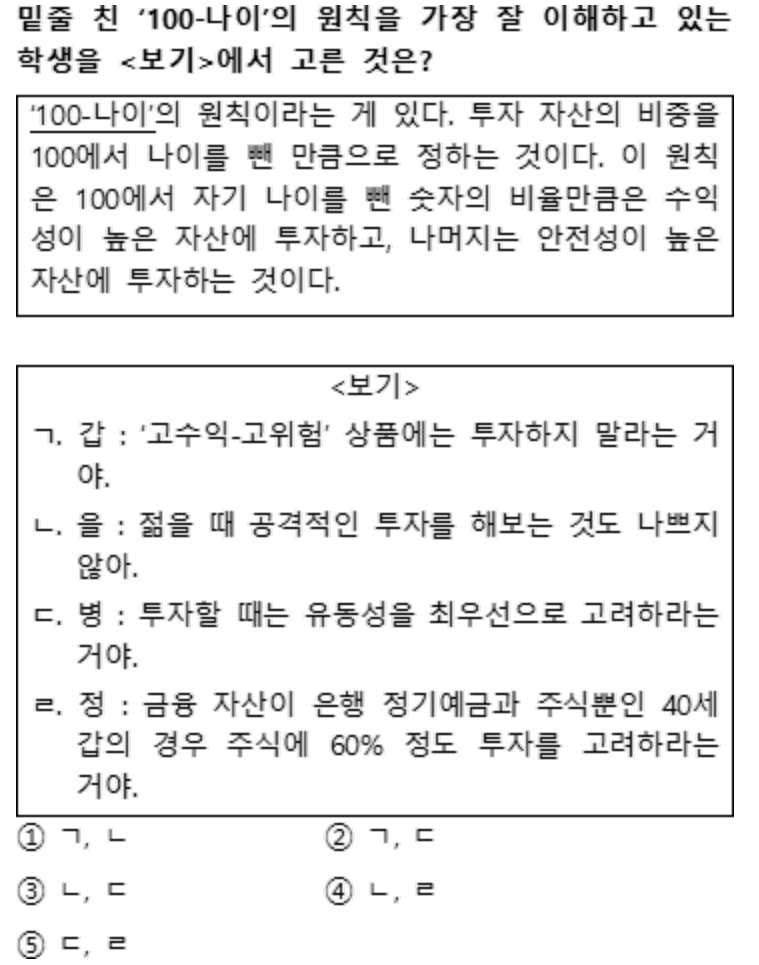 밑줄 친 '100-나이'의 원칙을 가장 잘 이해하고 있는
학생을 <보기>에서 고른 것은?
'100-나이'의 원칙이라는 게 있다. 투자 자산의 비중을
100에서 나이를 뺀 만큼으로 정하는 것이다. 이 원칙
은 100에서 자기 나이를 뺀 숫자의 비율만큼은 수익
성이 높은 자산에 투자하고, 나머지는 안전성이 높은
자산에 투자하는 것이다.
<보기>
ㄱ. 갑 : '고수익-고위험' 상품에는 투자하지 말라는 거
야.
ㄴ. 을 : 젊을 때 공격적인 투자를 해보는 것도 나쁘지
않아.
ㄷ. 병 : 투자할 때는 유동성을 최우선으로 고려하라는
거야.
ㄹ. 정 : 금융 자산이 은행 정기예금과 주식뿐인 40세
갑의 경우 주식에 60% 정도 투자를 고려하라는
거야.
① ㄱ, ㄴ ② ㄱ, ㄷ
③ ㄴ, ㄷ ④ ㄴ, ㄹ
⑤ ㄷ, ㄹ